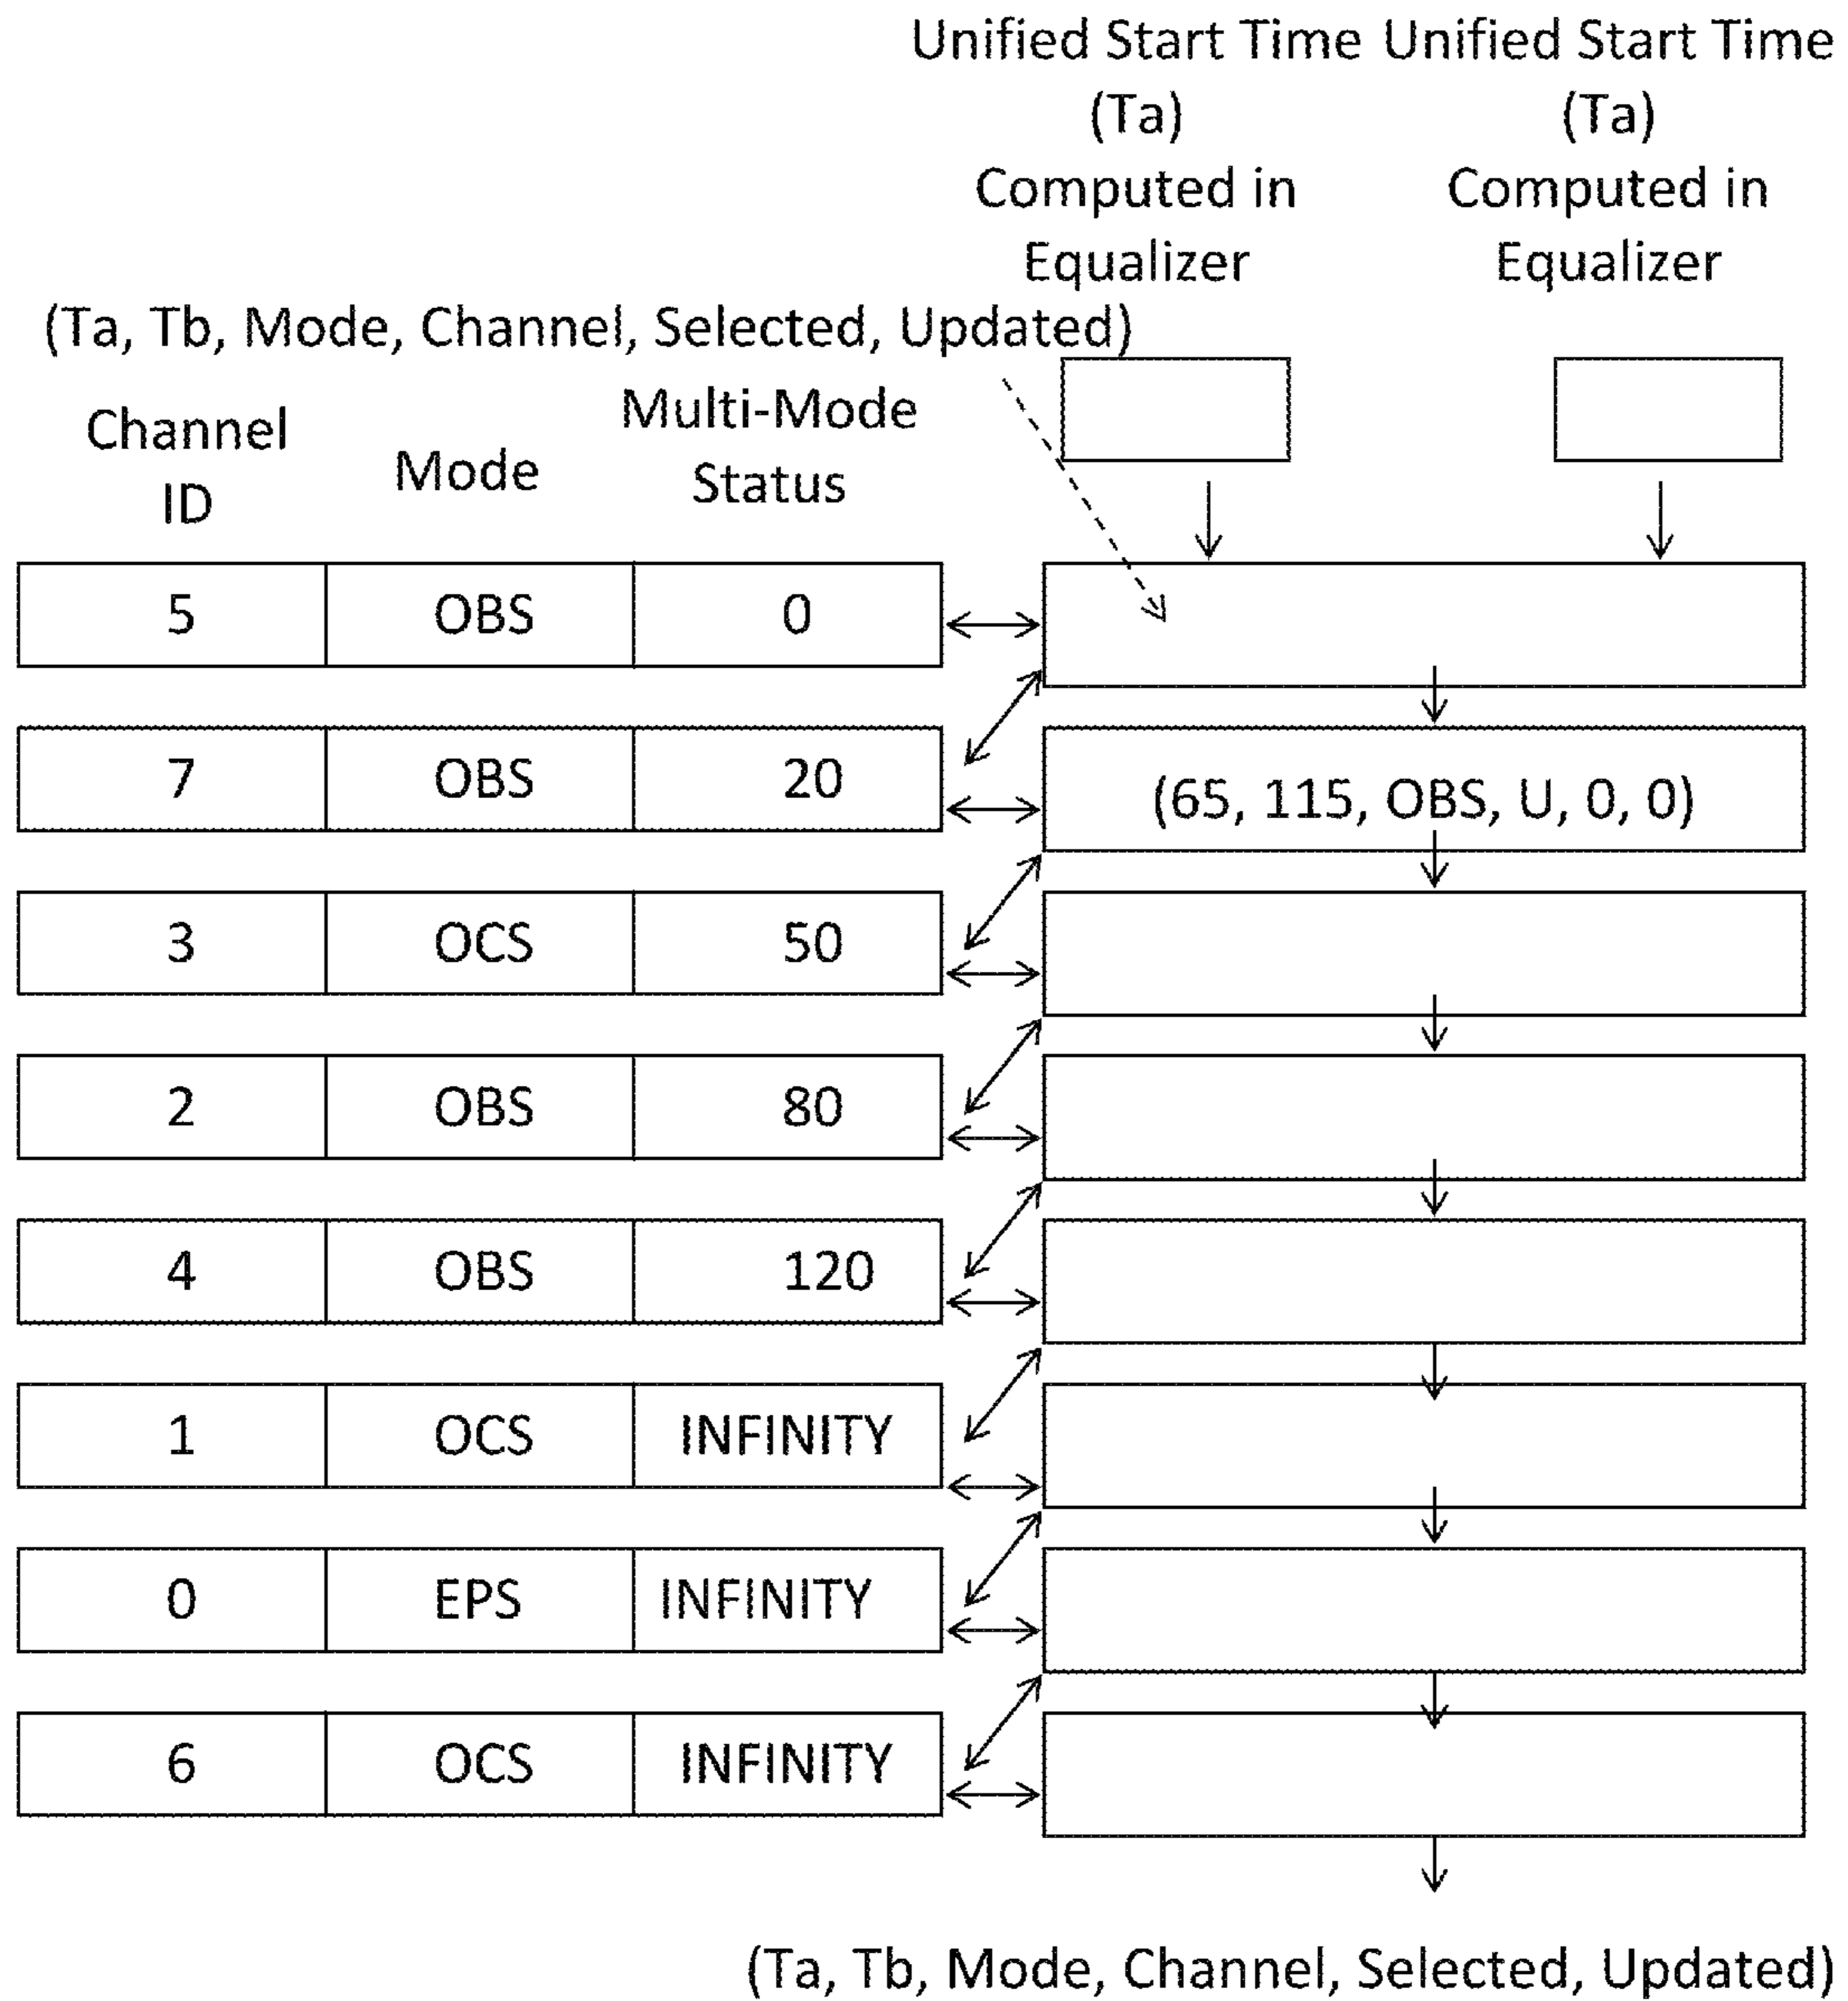 Unified Start Time Unified Start Time
(Ta) (Ta)
Computed in Computed in
Equalizer Equalizer
(Ta, Tb, Mode, Channel, Selected, Updated)
Channel
ID
Mode
Multi-Mode
Status
5 OBS 0
7 OBS 20 (65, 115, OBS, U, 0, 0)
3 OCS 50
2 OBS 80
4 OBS 120
1 OCS INFINITY
0 EPS INFINITY
6 OCS INFINITY
(Ta, Tb, Mode, Channel, Selected, Updated)